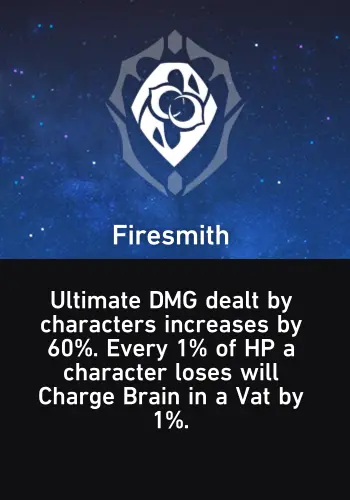 Firesmith
Ultimate DMG dealt by
characters increases by
60%. Every 1% of HP a
character loses will
Charge Brain in a Vat by
1%.